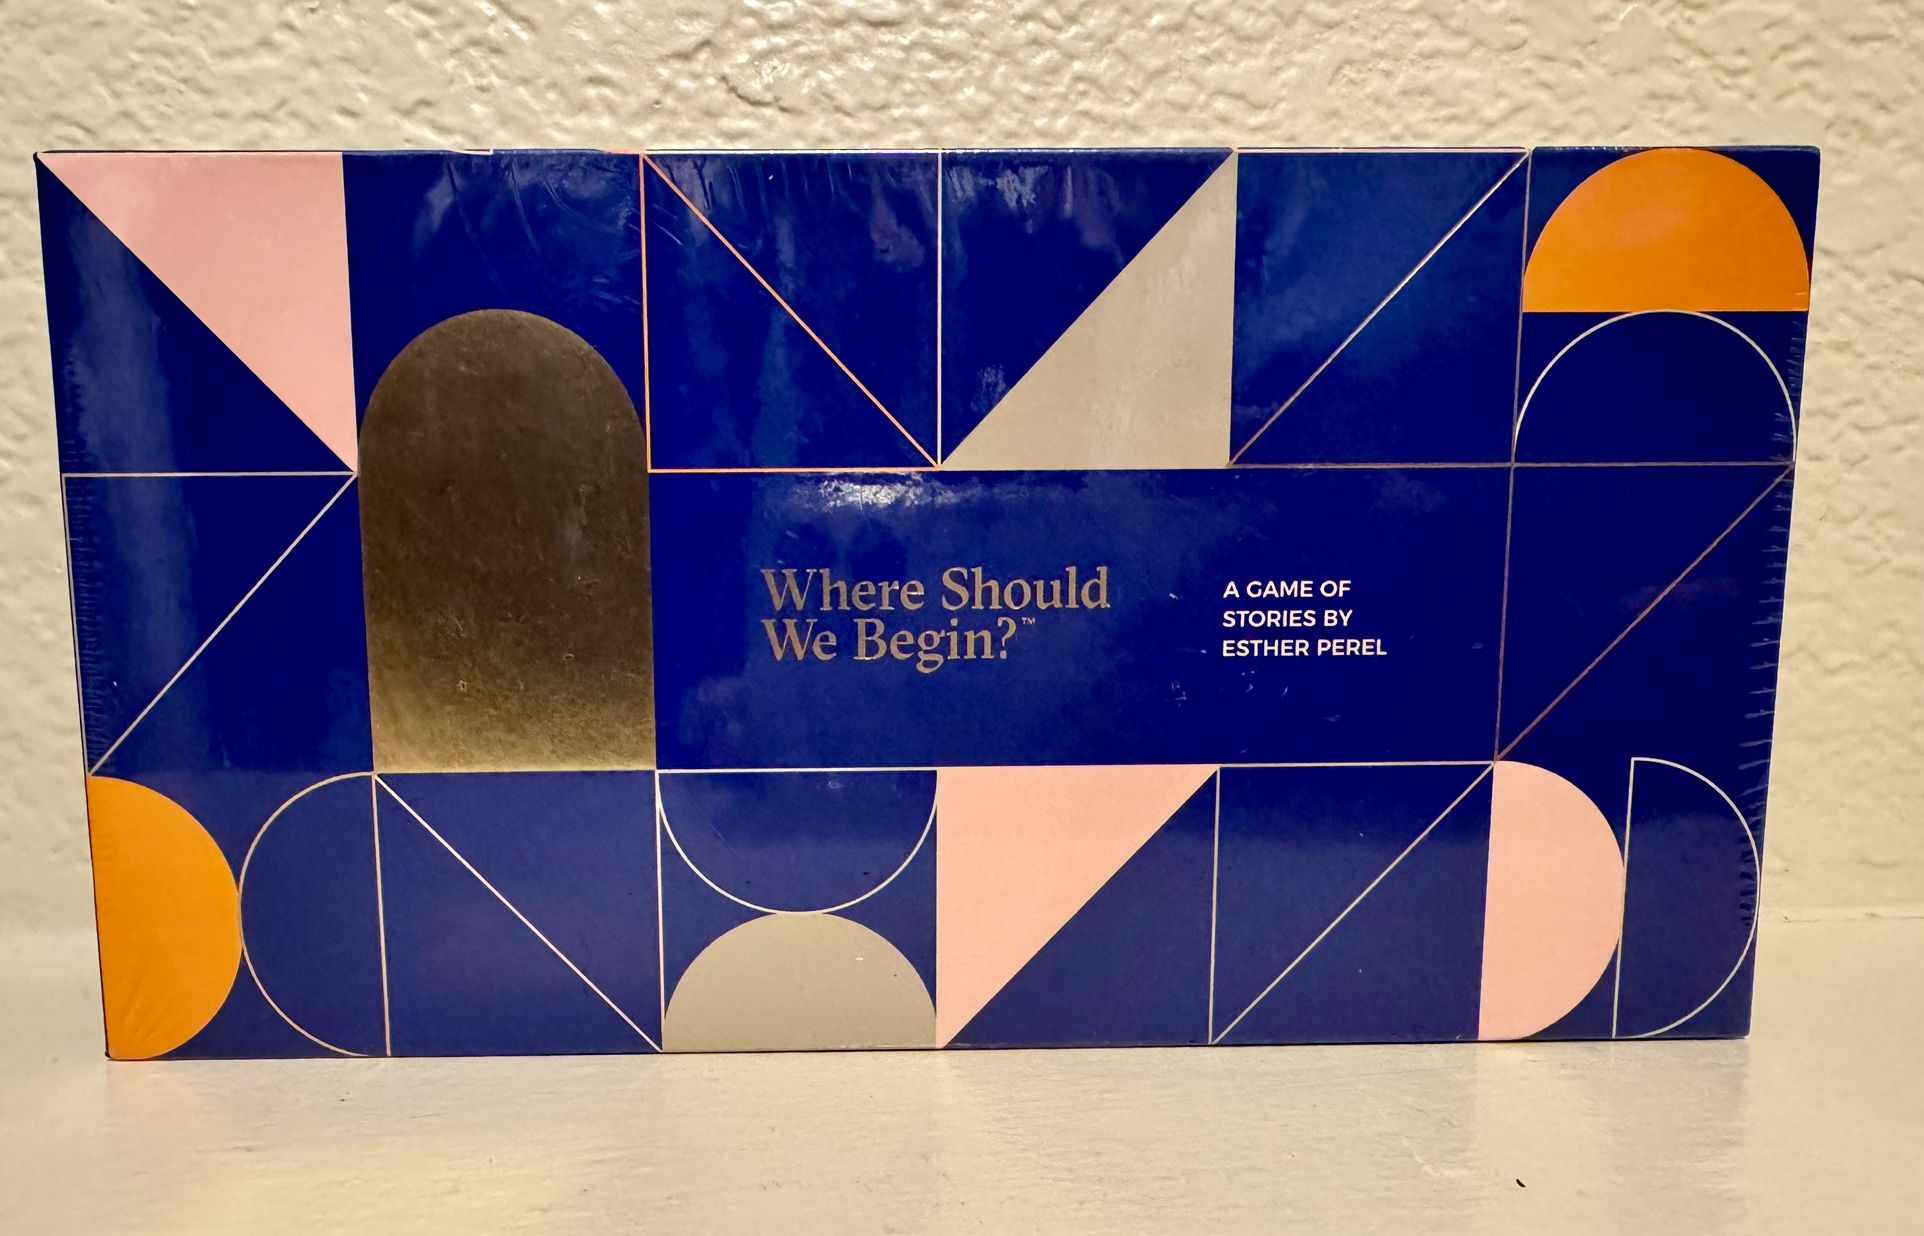 Where Should
We Begin?™
A GAME OF
STORIES BY
ESTHER PEREL